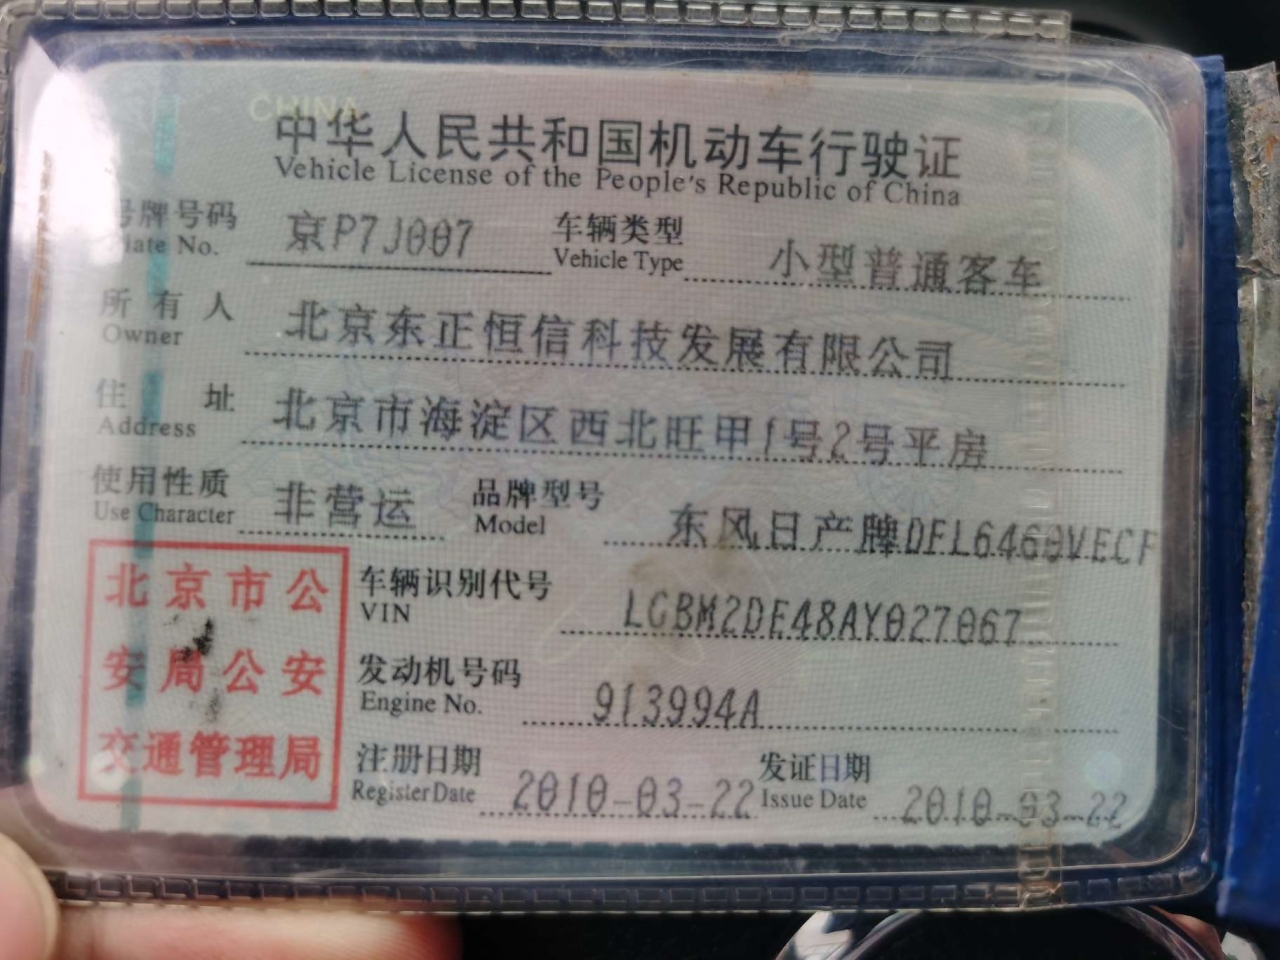 CHINA
中华人民共和国机动车行驶证
Vehicle License of the People's Republic of China
号牌号码 京P7J007 车辆类型 小型普通客车
Plate No. Vehicle Type
所有人 北京东正恒信科技发展有限公司
Owner
住址 北京市海淀区西北旺甲1号2号平房
Address
使用性质 非营运 品牌型号 东风日产牌DFL6460VECF
Use Character Model
北京市公
安局公安
交通管理局
车辆识别代号 LGBM2DE48AY027067
VIN
发动机号码 913994A
Engine No.
注册日期 2010-03-22 发证日期 2010-03-22
Register Date Issue Date